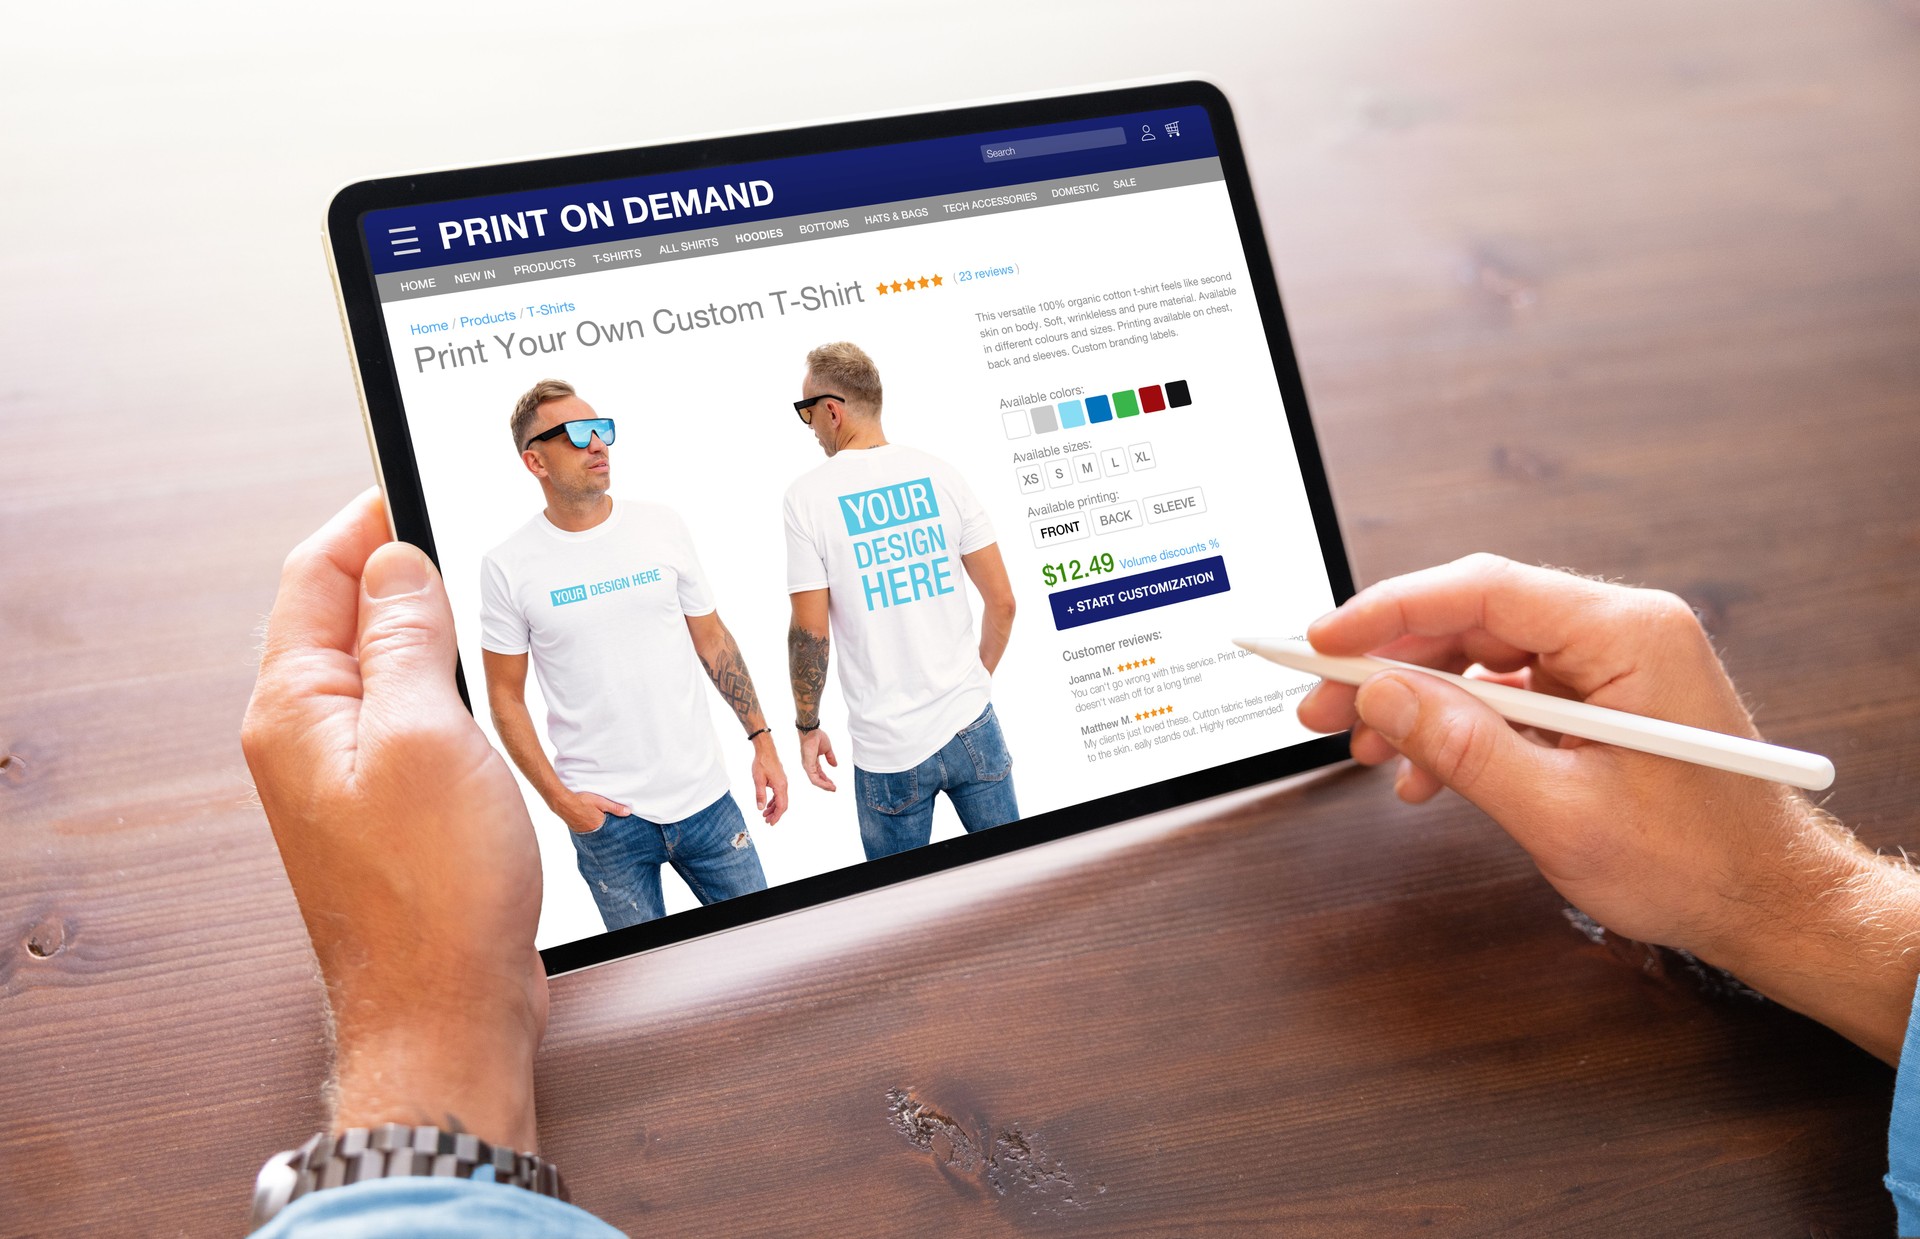 Search
PRINT ON DEMAND
HOME NEW IN PRODUCTS T-SHIRTS ALL SHIRTS HOODIES BOTTOMS HATS & BAGS TECH ACCESSORIES DOMESTIC SALE
Home / Products / T-Shirts
Print Your Own Custom T-Shirt (23 reviews)
YOUR DESIGN HERE
YOUR
DESIGN
HERE
This versatile 100% organic cotton t-shirt feels like second
skin on body. Soft, wrinkleless and pure material. Available
in different colours and sizes. Printing available on chest,
back and sleeves. Custom branding labels.
Available colors:
Available sizes:
XS S M L XL
Available printing:
FRONT BACK SLEEVE
$12.49 Volume discounts %
+ START CUSTOMIZATION
Customer reviews:
Joanna M.
You can't go wrong with this service. Print
doesn't wash off for a long time!
Matthew M.
My clients just loved these. Cutton fabric feels really
to the skin. eally stands out. Highly recommended!